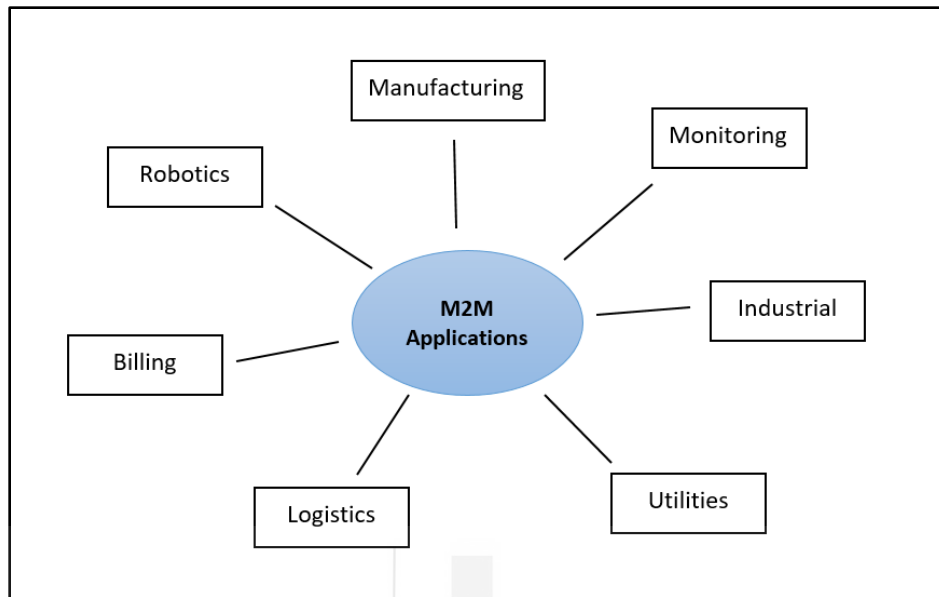 Manufacturing
Monitoring
Robotics
M2M
Applications
Industrial
Billing
Logistics
Utilities